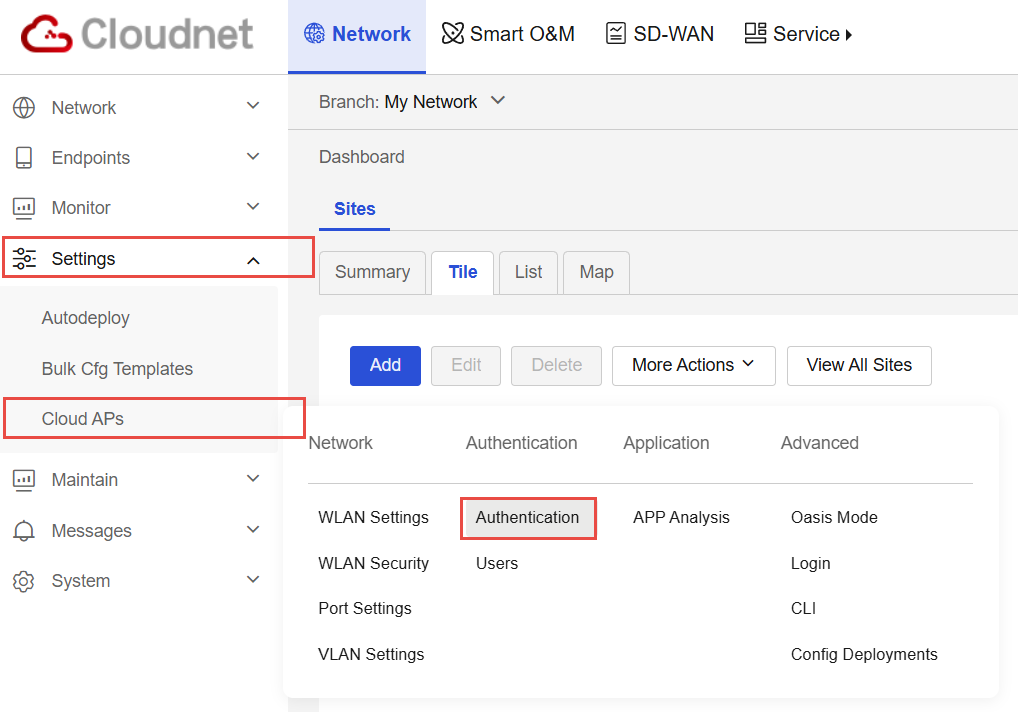 Cloudnet
Network Smart O&M SD-WAN Service
Network
Endpoints
Monitor
Settings
Autodeploy
Bulk Cfg Templates
Cloud APs
Maintain
Messages
System
Branch: My Network
Dashboard
Sites
Summary Tile List Map
Add Edit Delete More Actions View All Sites
Network Authentication Application Advanced
WLAN Settings Authentication APP Analysis Oasis Mode
WLAN Security Users Login
Port Settings CLI
VLAN Settings Config Deployments